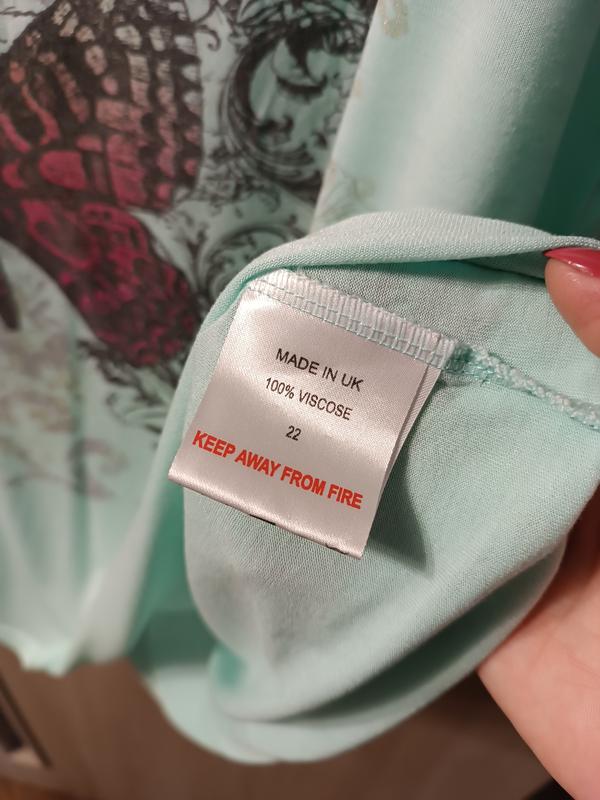 MADE IN UK
100% VISCOSE
22
KEEP AWAY FROM FIRE